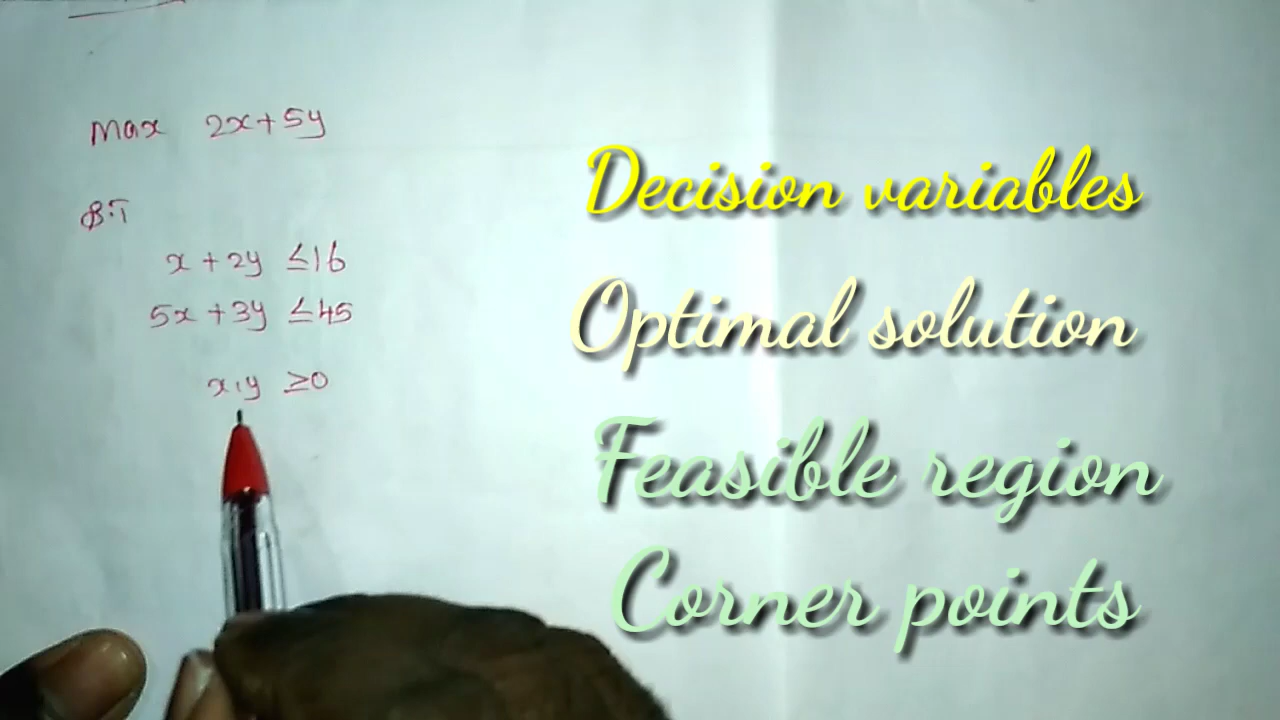 Max 2x+5y
S.T
x+2y ≤16
5x+3y ≤45
x,y ≥0
Decision variables
Optimal solution
Feasible region
Corner points